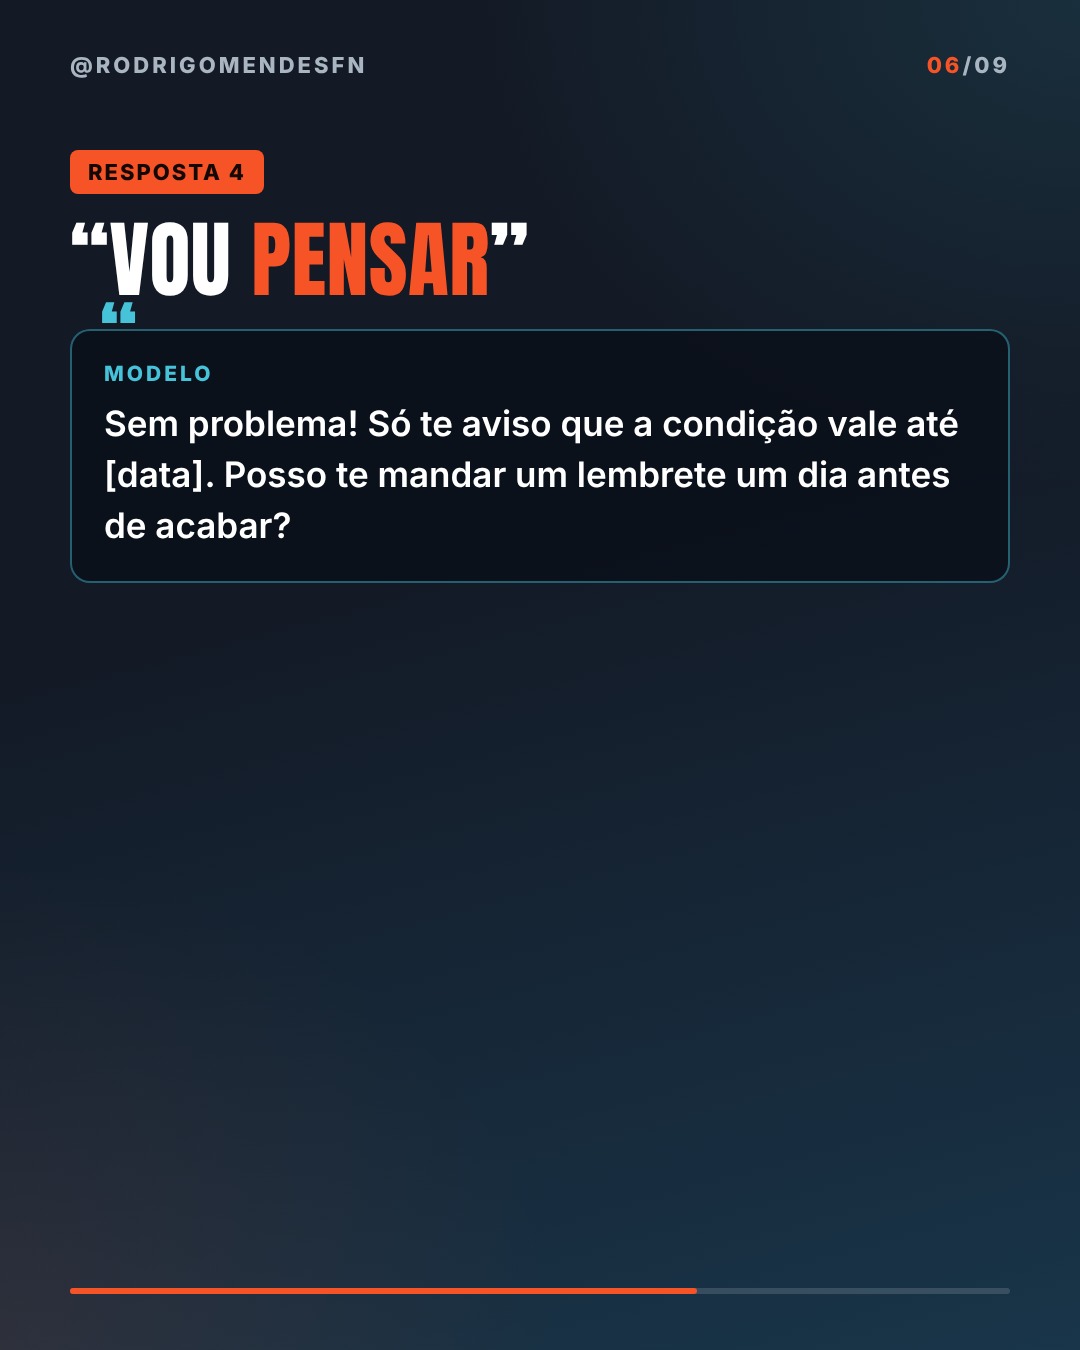 @RODRIGOMENDESFN
06/09
RESPOSTA 4
“VOU PENSAR”
“
MODELO
Sem problema! Só te aviso que a condição vale até
[data]. Posso te mandar um lembrete um dia antes
de acabar?